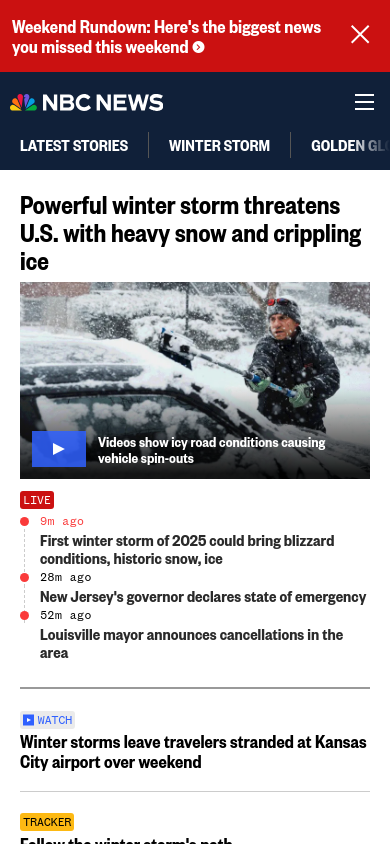 Weekend Rundown: Here's the biggest news
you missed this weekend
NBC NEWS
LATEST STORIES
WINTER STORM
GOLDEN GLO
Powerful winter storm threatens
U.S. with heavy snow and crippling
ice
Videos show icy road conditions causing
vehicle spin-outs
LIVE
9m ago
First winter storm of 2025 could bring blizzard
conditions, historic snow, ice
28m ago
New Jersey's governor declares state of emergency
52m ago
Louisville mayor announces cancellations in the
area
WATCH
Winter storms leave travelers stranded at Kansas
City airport over weekend
TRACKER
Follow the winter storm's path